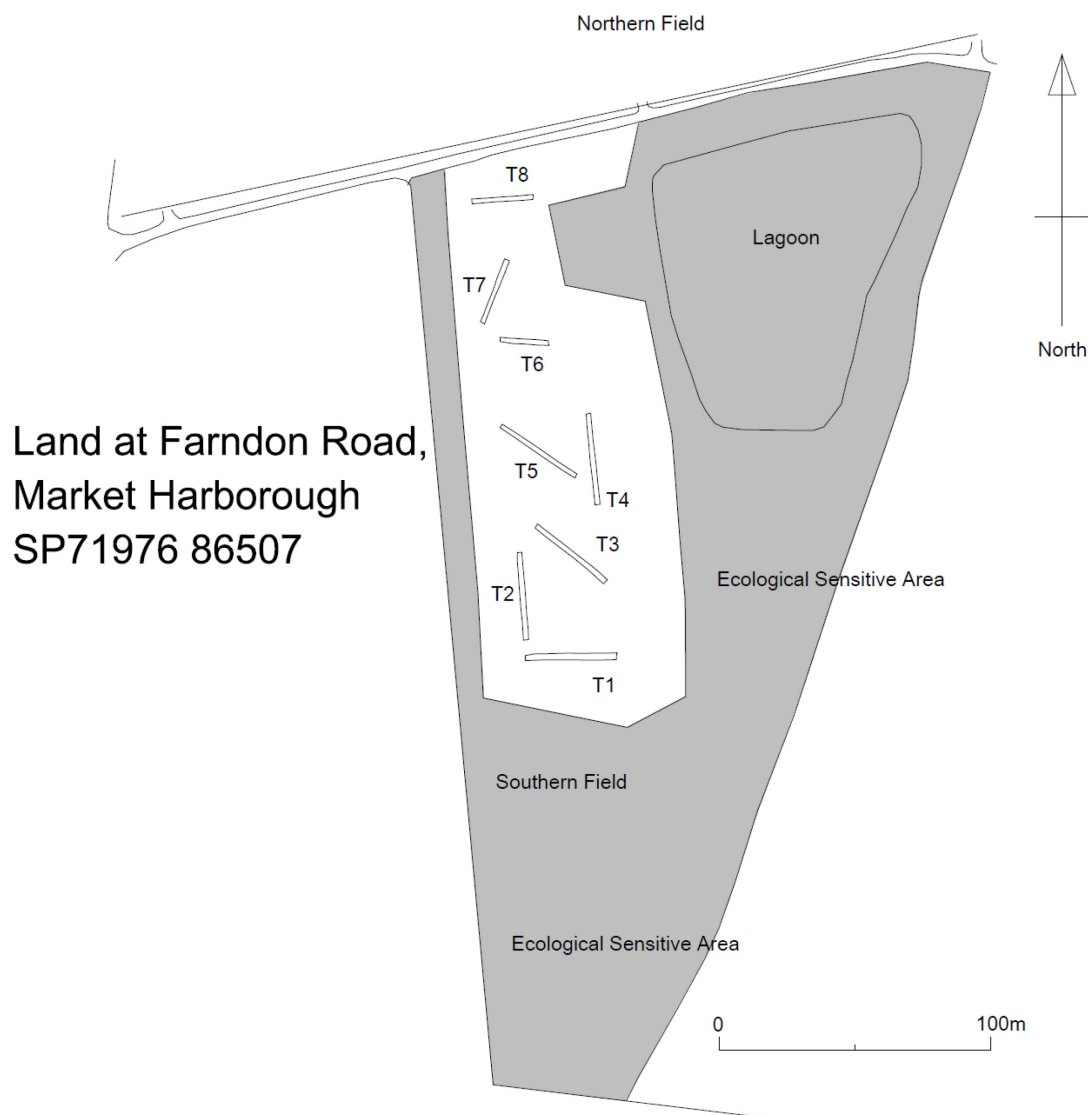 Northern Field
T8
Lagoon
T7
North
T6
Land at Farndon Road,
Market Harborough
SP71976 86507
T5
T4
T3
Ecological Sensitive Area
T2
T1
Southern Field
Ecological Sensitive Area
0 100m